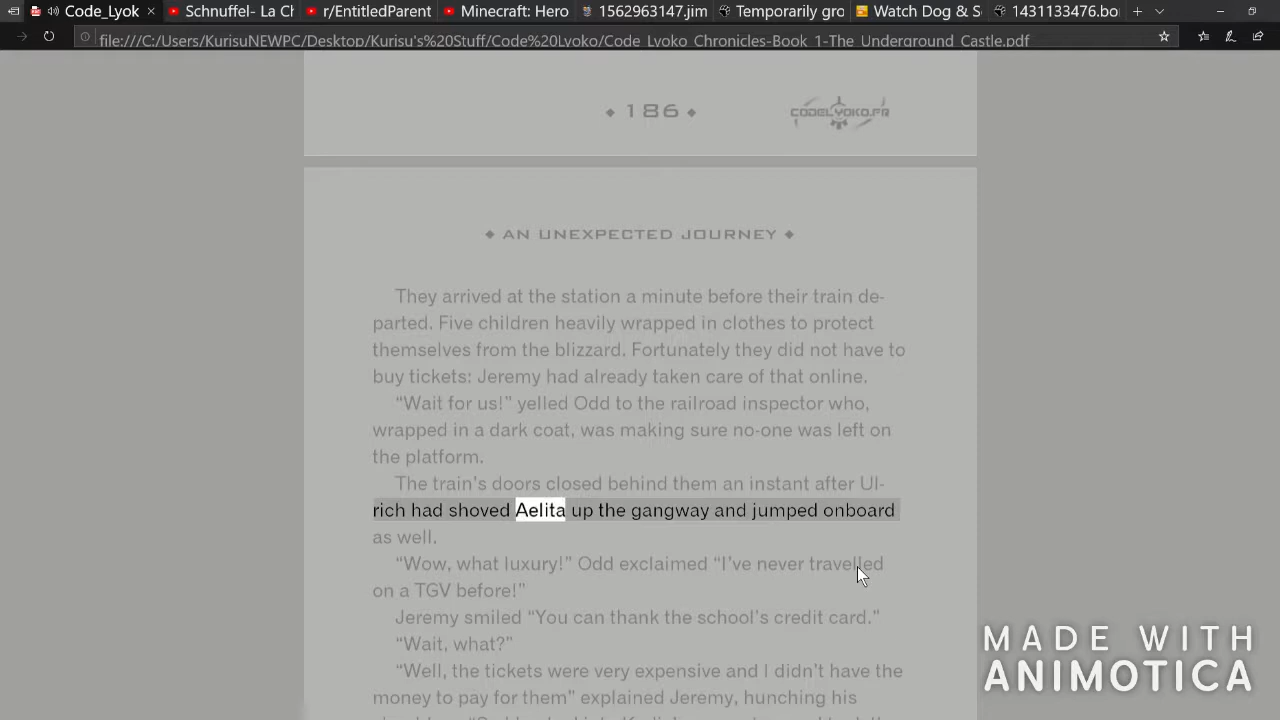 Code_Lyok
Schnuffel- La Ch
r/EntitledParent
Minecraft: Hero
1562963147.jim
Temporarily gro
Watch Dog & S
1431133476.bo
file:///C:/Users/KurisuNEWPC/Desktop/Kurisu's%20Stuff/Code%20Lyoko/Code_Lyoko_Chronicles-Book_1-The_Underground_Castle.pdf
◆ 186 ◆
CODELYOKO.FR
◆ AN UNEXPECTED JOURNEY ◆
They arrived at the station a minute before their train de-
parted. Five children heavily wrapped in clothes to protect
themselves from the blizzard. Fortunately they did not have to
buy tickets: Jeremy had already taken care of that online.
“Wait for us!” yelled Odd to the railroad inspector who,
wrapped in a dark coat, was making sure no-one was left on
the platform.
The train’s doors closed behind them an instant after Ul-
rich had shoved Aelita up the gangway and jumped onboard
as well.
“Wow, what luxury!” Odd exclaimed “I’ve never travelled
on a TGV before!”
Jeremy smiled “You can thank the school’s credit card.”
“Wait, what?”
“Well, the tickets were very expensive and I didn’t have the
money to pay for them” explained Jeremy, hunching his
MADE WITH
ANIMOTICA